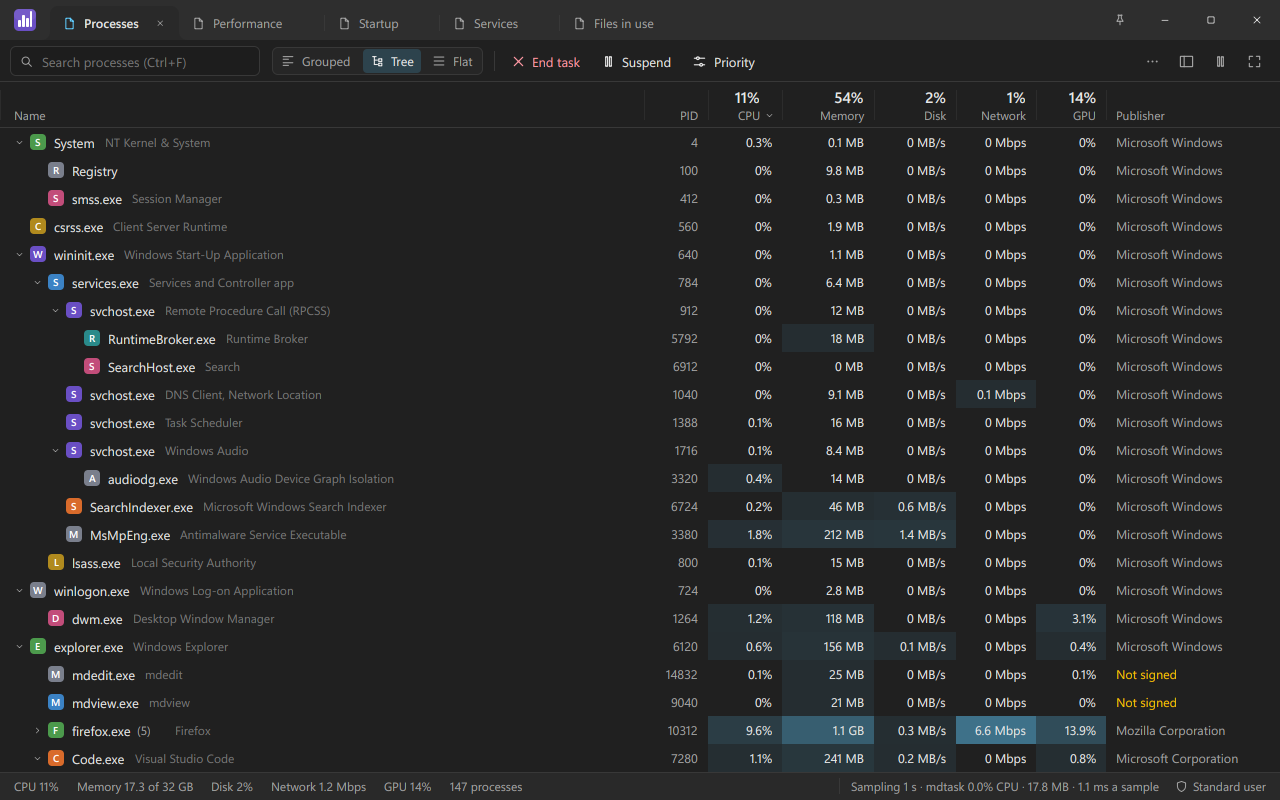 Processes × Performance Startup Services Files in use
Search processes (Ctrl+F) Grouped Tree Flat End task Suspend Priority
11% 54% 2% 1% 14%
Name PID CPU Memory Disk Network GPU Publisher
S System NT Kernel & System 4 0.3% 0.1 MB 0 MB/s 0 Mbps 0% Microsoft Windows
R Registry 100 0% 9.8 MB 0 MB/s 0 Mbps 0% Microsoft Windows
S smss.exe Session Manager 412 0% 0.3 MB 0 MB/s 0 Mbps 0% Microsoft Windows
C csrss.exe Client Server Runtime 560 0% 1.9 MB 0 MB/s 0 Mbps 0% Microsoft Windows
W wininit.exe Windows Start-Up Application 640 0% 1.1 MB 0 MB/s 0 Mbps 0% Microsoft Windows
S services.exe Services and Controller app 784 0% 6.4 MB 0 MB/s 0 Mbps 0% Microsoft Windows
S svchost.exe Remote Procedure Call (RPCSS) 912 0% 12 MB 0 MB/s 0 Mbps 0% Microsoft Windows
R RuntimeBroker.exe Runtime Broker 5792 0% 18 MB 0 MB/s 0 Mbps 0% Microsoft Windows
S SearchHost.exe Search 6912 0% 0 MB 0 MB/s 0 Mbps 0% Microsoft Windows
S svchost.exe DNS Client, Network Location 1040 0% 9.1 MB 0 MB/s 0.1 Mbps 0% Microsoft Windows
S svchost.exe Task Scheduler 1388 0.1% 16 MB 0 MB/s 0 Mbps 0% Microsoft Windows
S svchost.exe Windows Audio 1716 0.1% 8.4 MB 0 MB/s 0 Mbps 0% Microsoft Windows
A audiodg.exe Windows Audio Device Graph Isolation 3320 0.4% 14 MB 0 MB/s 0 Mbps 0% Microsoft Windows
S SearchIndexer.exe Microsoft Windows Search Indexer 6724 0.2% 46 MB 0.6 MB/s 0 Mbps 0% Microsoft Windows
M MsMpEng.exe Antimalware Service Executable 3380 1.8% 212 MB 1.4 MB/s 0 Mbps 0% Microsoft Windows
L lsass.exe Local Security Authority 800 0.1% 15 MB 0 MB/s 0 Mbps 0% Microsoft Windows
W winlogon.exe Windows Log-on Application 724 0% 2.8 MB 0 MB/s 0 Mbps 0% Microsoft Windows
D dwm.exe Desktop Window Manager 1264 1.2% 118 MB 0 MB/s 0 Mbps 3.1% Microsoft Windows
E explorer.exe Windows Explorer 6120 0.6% 156 MB 0.1 MB/s 0 Mbps 0.4% Microsoft Windows
M mdedit.exe mdedit 14832 0.1% 25 MB 0 MB/s 0 Mbps 0.1% Not signed
M mdview.exe mdview 9040 0% 21 MB 0 MB/s 0 Mbps 0% Not signed
F firefox.exe (5) Firefox 10312 9.6% 1.1 GB 0.3 MB/s 6.6 Mbps 13.9% Mozilla Corporation
C Code.exe Visual Studio Code 7280 1.1% 241 MB 0.2 MB/s 0 Mbps 0.8% Microsoft Corporation
CPU 11% Memory 17.3 of 32 GB Disk 2% Network 1.2 Mbps GPU 14% 147 processes Sampling 1 s · mdtask 0.0% CPU · 17.8 MB · 1.1 ms a sample Standard user